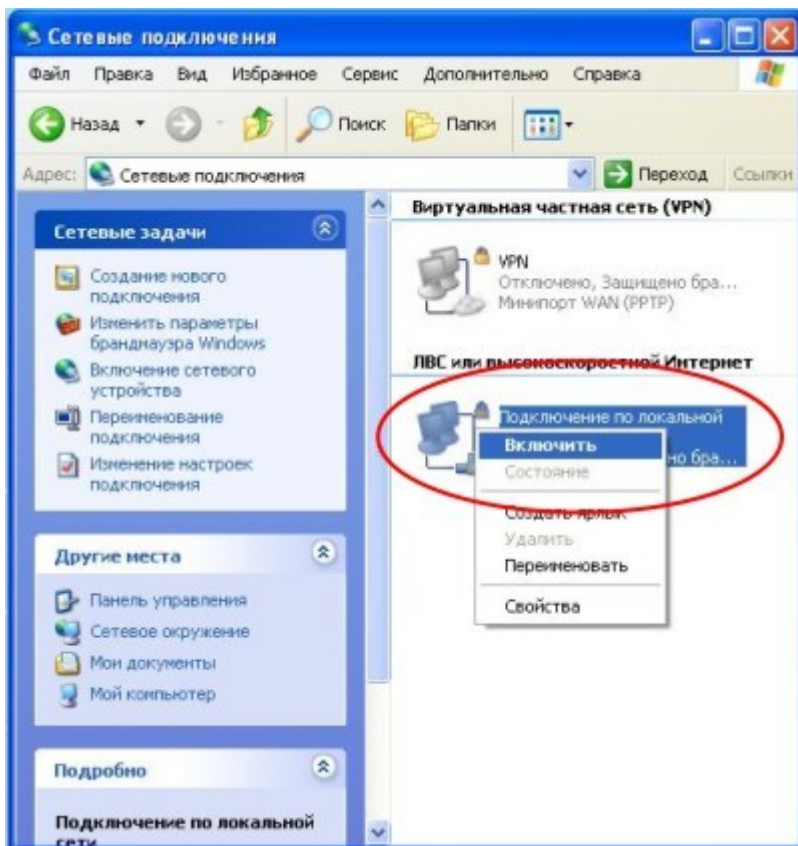 Сетевые подключения
Файл Правка Вид Избранное Сервис Дополнительно Справка
Назад Поиск Папки
Адрес: Сетевые подключения Переход Ссылки
Сетевые задачи
Создание нового
подключения
Изменить параметры
брандмауэра Windows
Включение сетевого
устройства
Переименование
подключения
Изменение настроек
подключения
Другие места
Панель управления
Сетевое окружение
Мои документы
Мой компьютер
Подробно
Подключение по локальной
сети
Виртуальная частная сеть (VPN)
VPN
Отключено, Защищено бра...
Минипорт WAN (PPTP)
ЛВС или высокоскоростной Интернет
Подключение по локальной
но бра...
Включить
Состояние
Создать ярлык
Удалить
Переименовать
Свойства